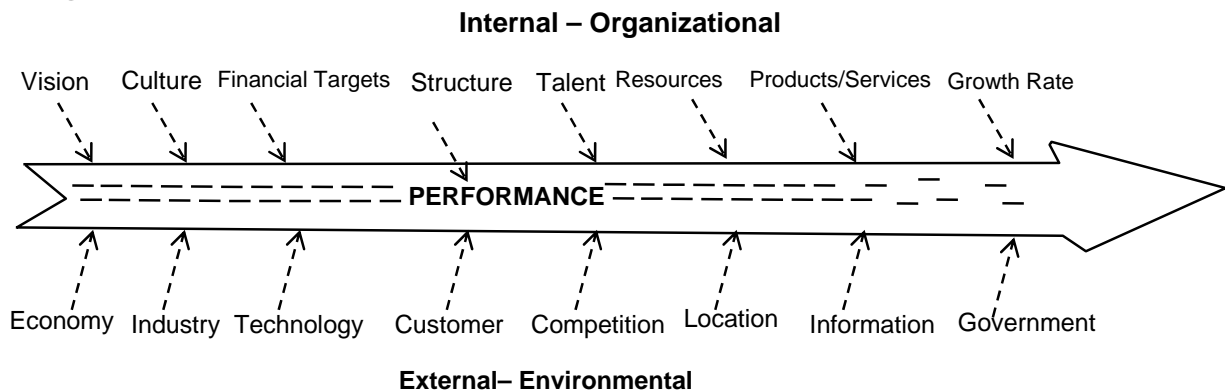 Internal – Organizational
Vision Culture Financial Targets Structure Talent Resources Products/Services Growth Rate
PERFORMANCE
Economy Industry Technology Customer Competition Location Information Government
External– Environmental